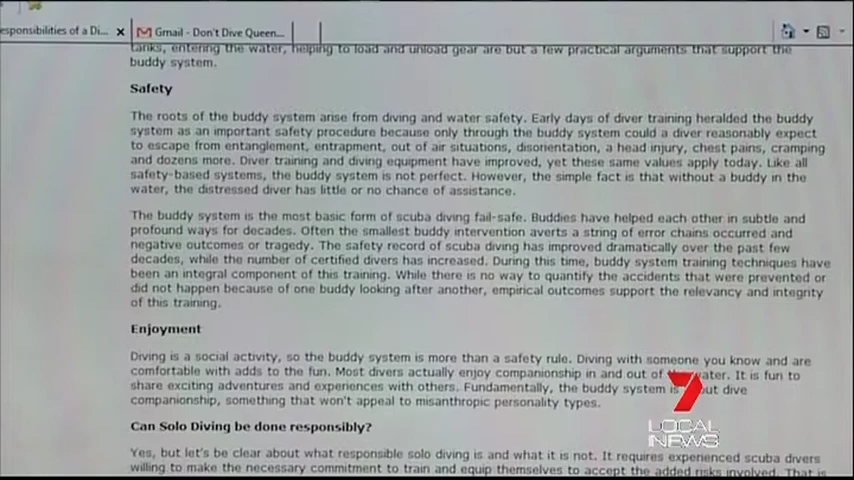 esponsibilities of a Di... x
Gmail - Don't Dive Queen...
tanks, entering the water, helping to load and unload gear are but a few practical arguments that support the
buddy system.
Safety
The roots of the buddy system arise from diving and water safety. Early days of diver training heralded the buddy
system as an important safety procedure because only through the buddy system could a diver reasonably expect
to escape from entanglement, entrapment, out of air situations, disorientation, a head injury, chest pains, cramping
and dozens more. Diver training and diving equipment have improved, yet these same values apply today. Like all
safety-based systems, the buddy system is not perfect. However, the simple fact is that without a buddy in the
water, the distressed diver has little or no chance of assistance.
The buddy system is the most basic form of scuba diving fail-safe. Buddies have helped each other in subtle and
profound ways for decades. Often the smallest buddy intervention averts a string of error chains occurred and
negative outcomes or tragedy. The safety record of scuba diving has improved dramatically over the past few
decades, while the number of certified divers has increased. During this time, buddy system training techniques have
been an integral component of this training. While there is no way to quantify the accidents that were prevented or
did not happen because of one buddy looking after another, empirical outcomes support the relevancy and integrity
of this training.
Enjoyment
Diving is a social activity, so the buddy system is more than a safety rule. Diving with someone you know and are
comfortable with adds to the fun. Most divers actually enjoy companionship in and out of water. It is fun to
share exciting adventures and experiences with others. Fundamentally, the buddy system is out dive
companionship, something that won't appeal to misanthropic personality types.
Can Solo Diving be done responsibly?
Yes, but let's be clear about what responsible solo diving is and what it is not. It requires experienced scuba divers
willing to make the necessary commitment to train and equip themselves to accept the added risks involved. That is
7
LOCAL
NEWS